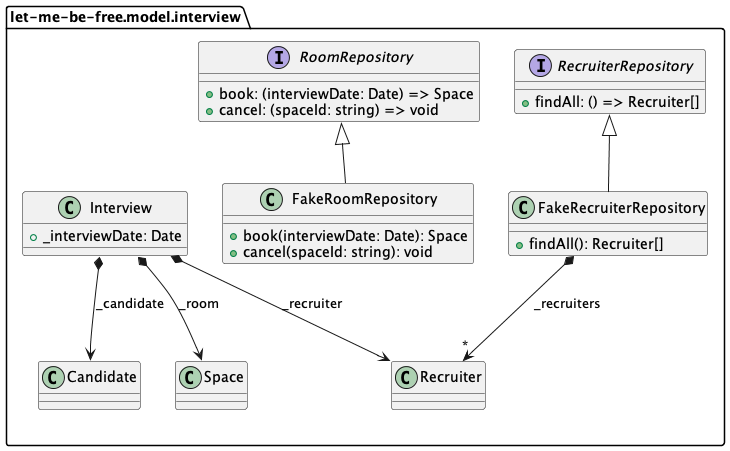 let-me-be-free.model.interview
I RoomRepository
book: (interviewDate: Date) => Space
cancel: (spaceId: string) => void
I RecruiterRepository
findAll: () => Recruiter[]
C Interview
_interviewDate: Date
C FakeRoomRepository
book(interviewDate: Date): Space
cancel(spaceId: string): void
C FakeRecruiterRepository
findAll(): Recruiter[]
_candidate
_room
_recruiter
_recruiters
*
C Candidate
C Space
C Recruiter